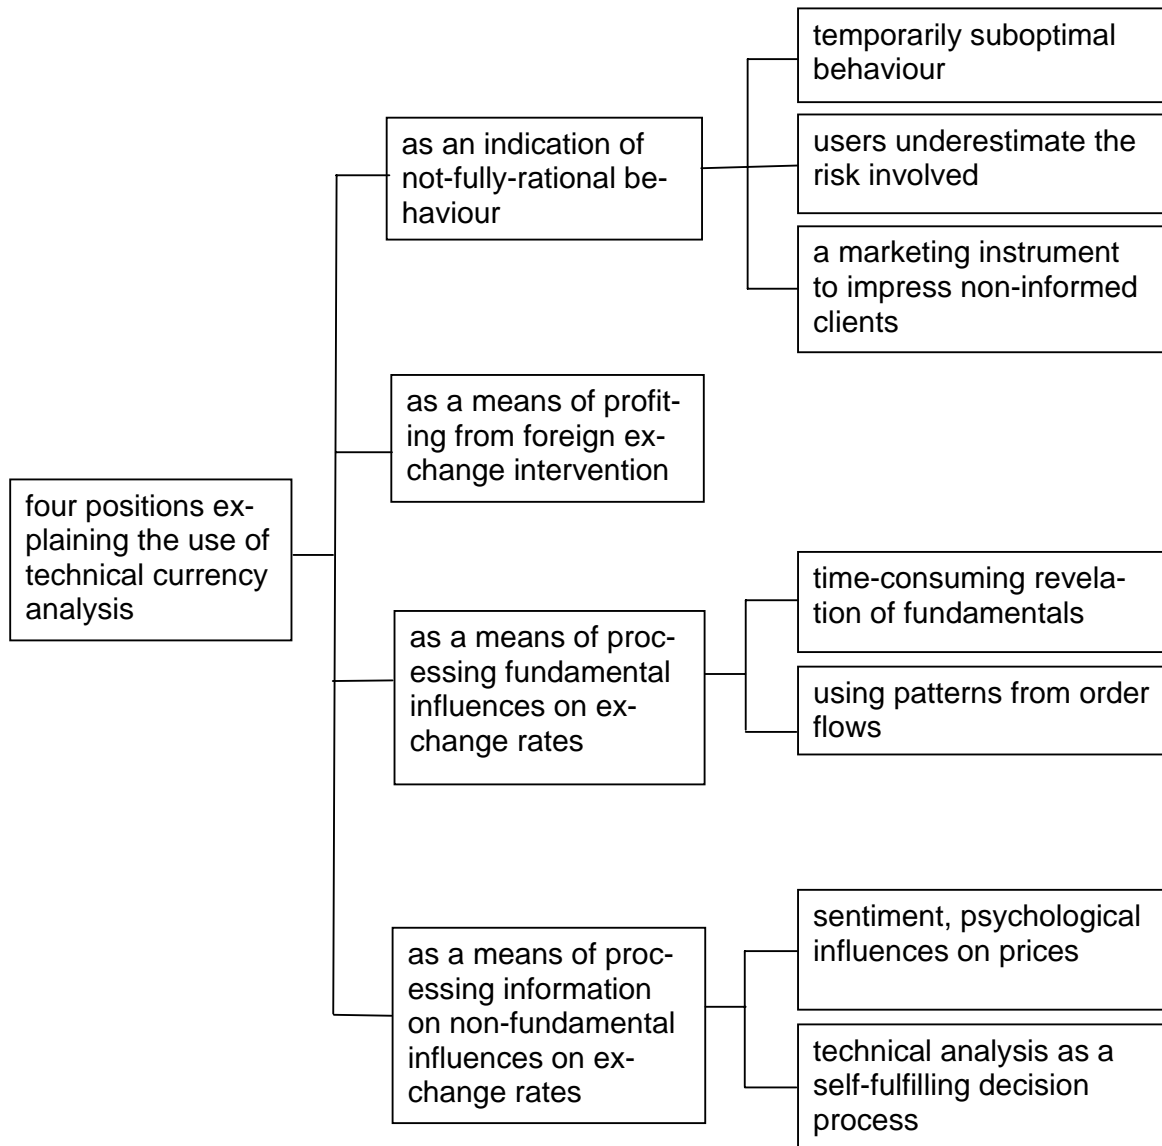 four positions ex-
plaining the use of
technical currency
analysis
as an indication of
not-fully-rational be-
haviour
temporarily suboptimal
behaviour
users underestimate the
risk involved
a marketing instrument
to impress non-informed
clients
as a means of profit-
ing from foreign ex-
change intervention
as a means of proc-
essing fundamental
influences on ex-
change rates
time-consuming revela-
tion of fundamentals
using patterns from order
flows
as a means of proc-
essing information
on non-fundamental
influences on ex-
change rates
sentiment, psychological
influences on prices
technical analysis as a
self-fulfilling decision
process